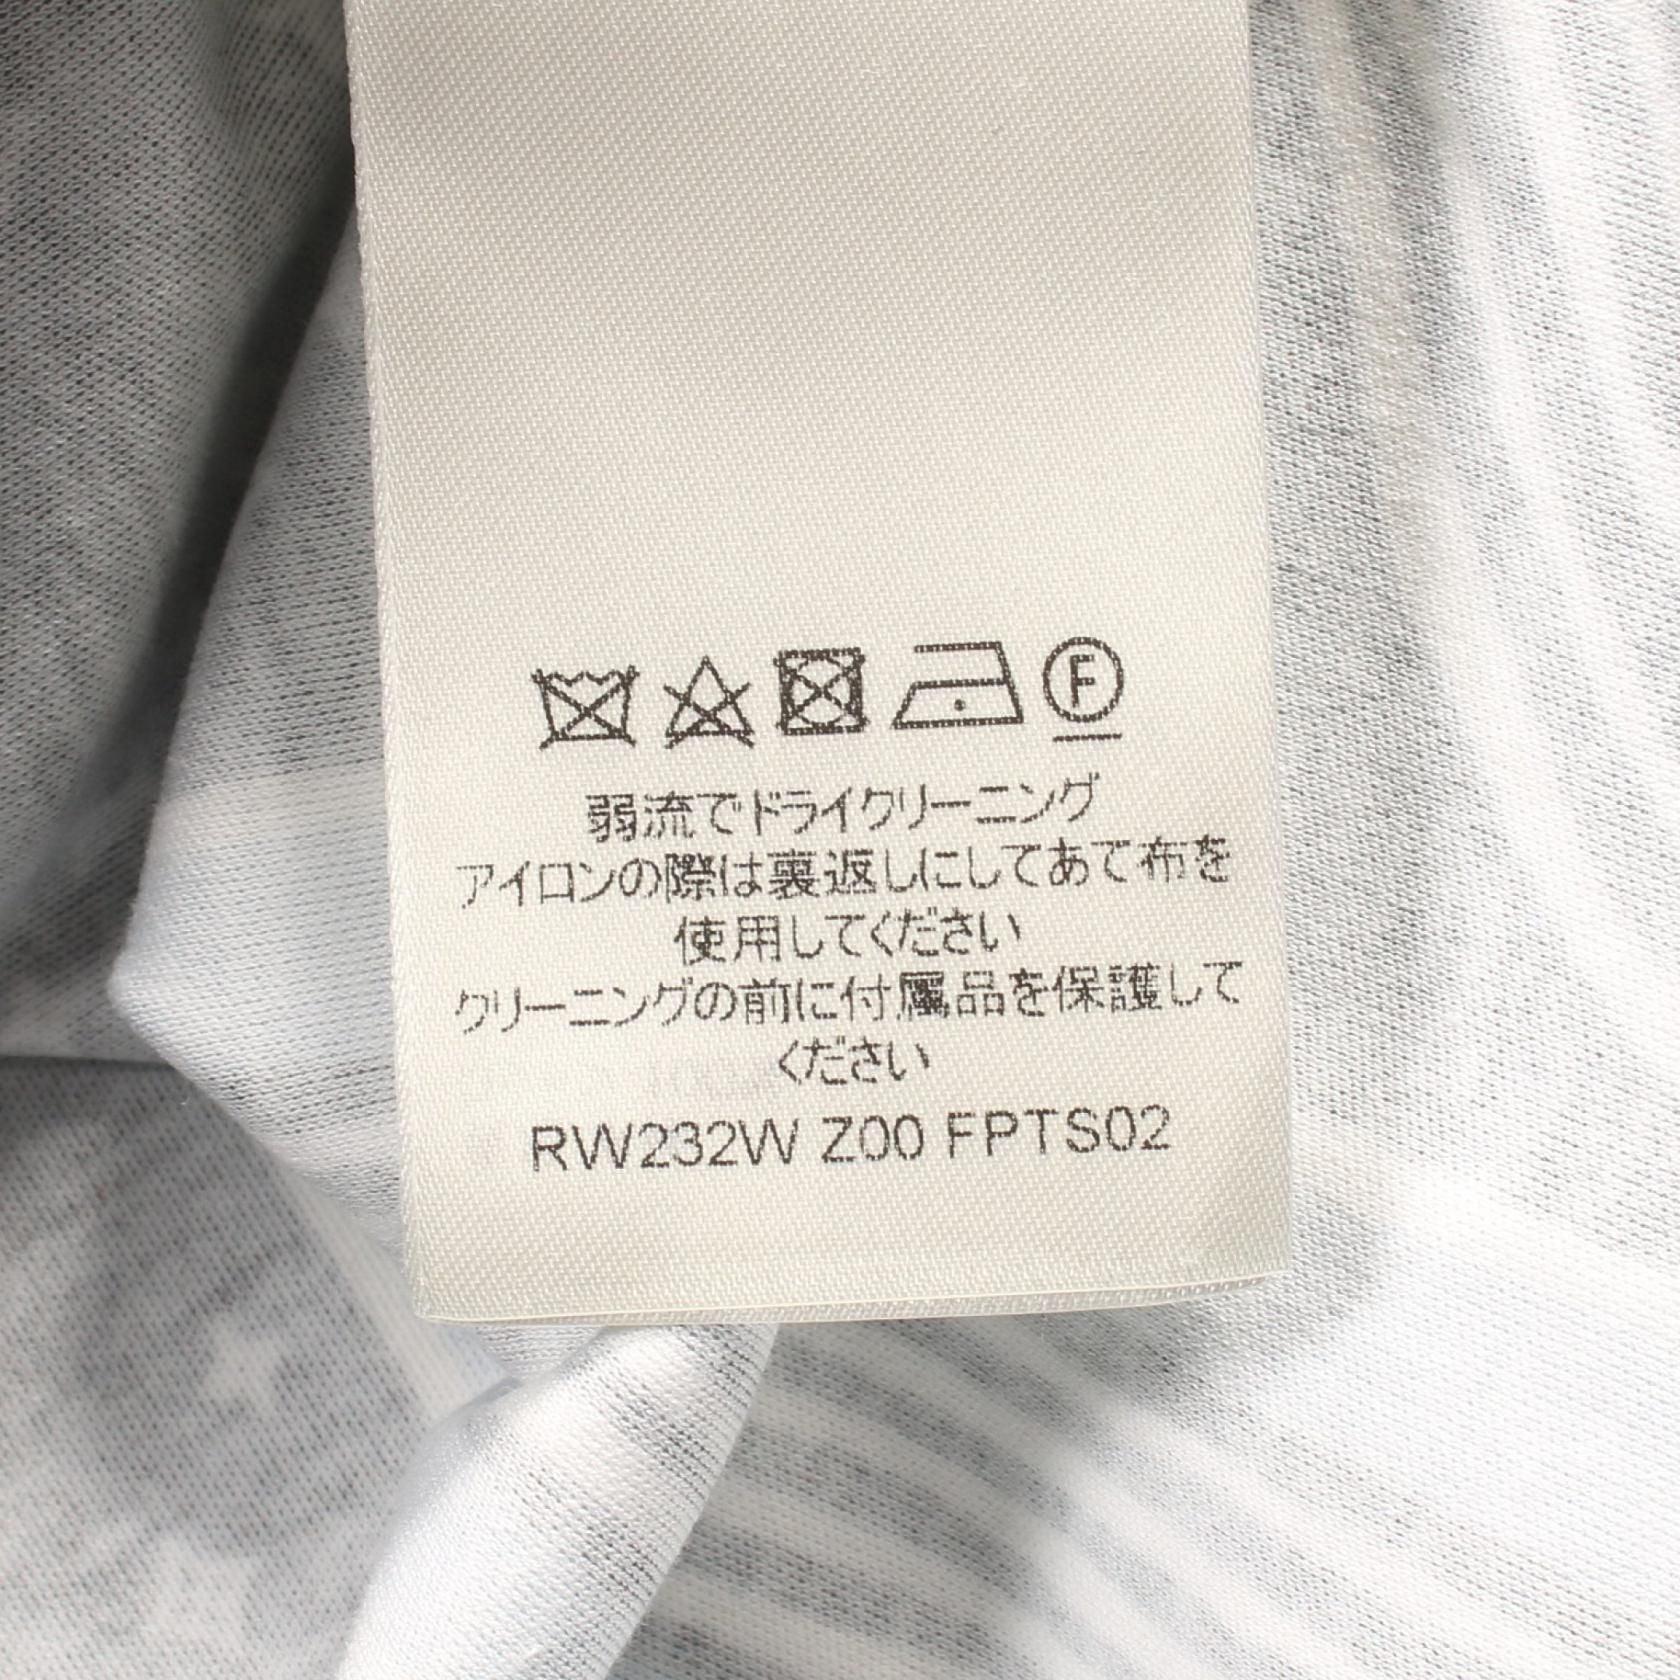 F
弱流でドライクリーニング
アイロンの際は裏返しにしてあて布を
使用してください
クリーニングの前に付属品を保護して
ください
RW232W Z00 FPTS02